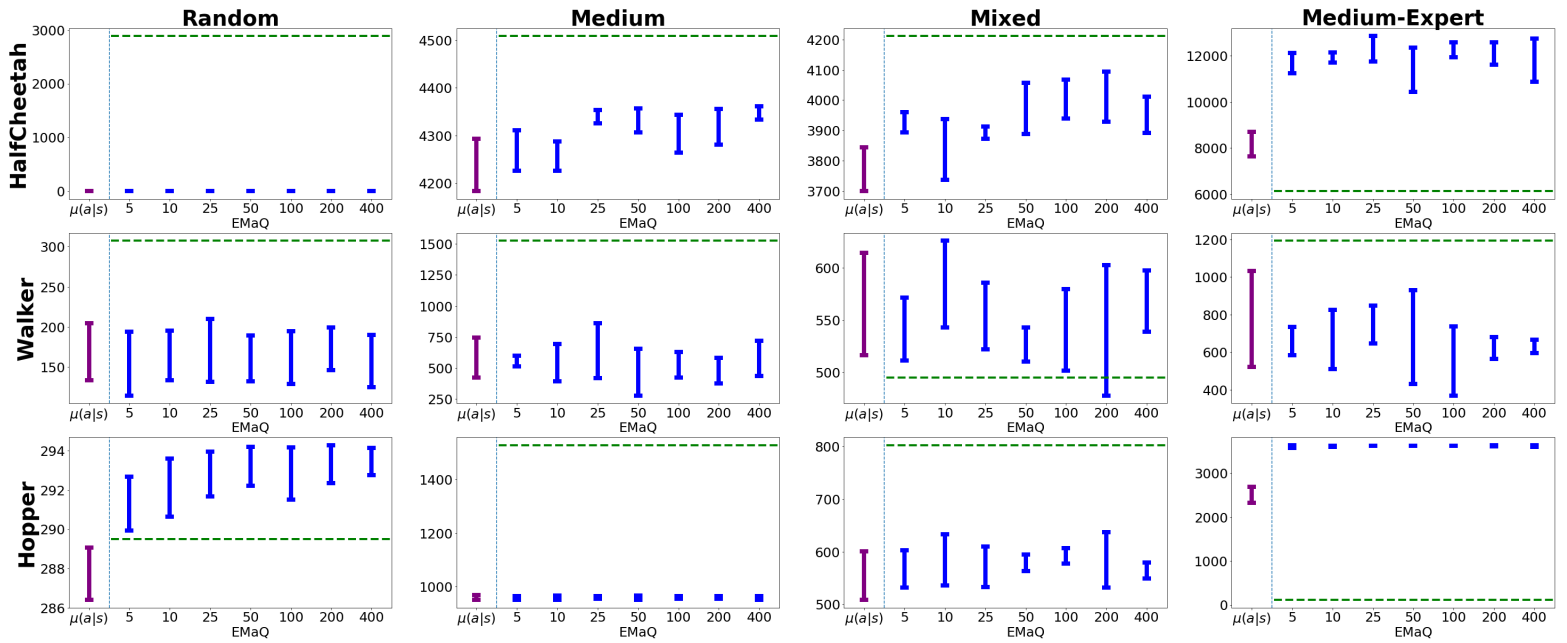 Random Medium Mixed Medium-Expert
HalfCheetah
3000
2000
1000
0
μ(a|s) 5 10 25 50 100 200 400
EMaQ
4500
4400
4300
4200
μ(a|s) 5 10 25 50 100 200 400
EMaQ
4200
4100
4000
3900
3800
3700
μ(a|s) 5 10 25 50 100 200 400
EMaQ
12000
10000
8000
6000
μ(a|s) 5 10 25 50 100 200 400
EMaQ
Walker
300
250
200
150
μ(a|s) 5 10 25 50 100 200 400
EMaQ
1500
1250
1000
750
500
250
μ(a|s) 5 10 25 50 100 200 400
EMaQ
600
550
500
μ(a|s) 5 10 25 50 100 200 400
EMaQ
1200
1000
800
600
400
μ(a|s) 5 10 25 50 100 200 400
EMaQ
Hopper
294
292
290
288
286
μ(a|s) 5 10 25 50 100 200 400
EMaQ
1400
1200
1000
μ(a|s) 5 10 25 50 100 200 400
EMaQ
800
700
600
500
μ(a|s) 5 10 25 50 100 200 400
EMaQ
3000
2000
1000
0
μ(a|s) 5 10 25 50 100 200 400
EMaQ